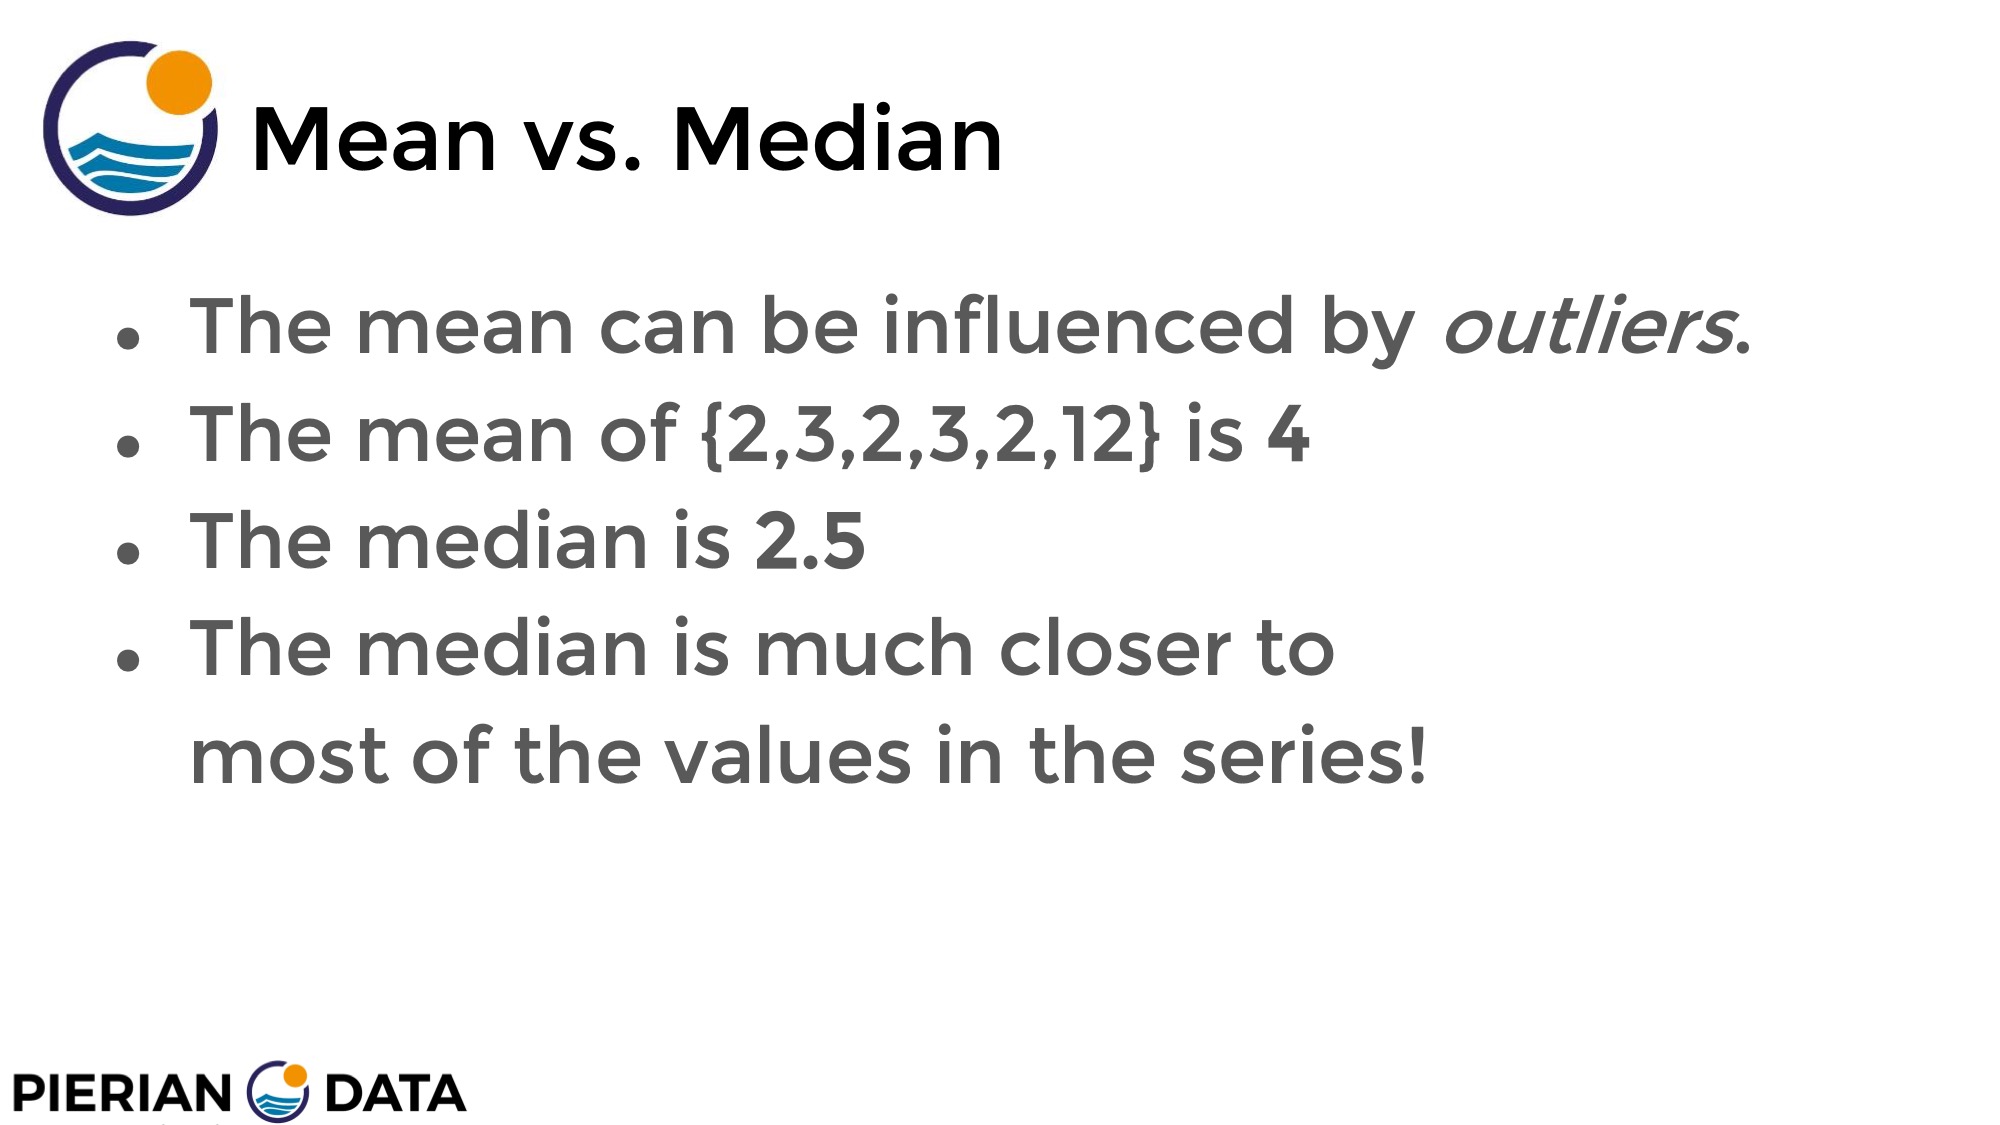 Mean vs. Median
● The mean can be influenced by outliers.
● The mean of {2,3,2,3,2,12} is 4
● The median is 2.5
● The median is much closer to
most of the values in the series!
PIERIAN DATA